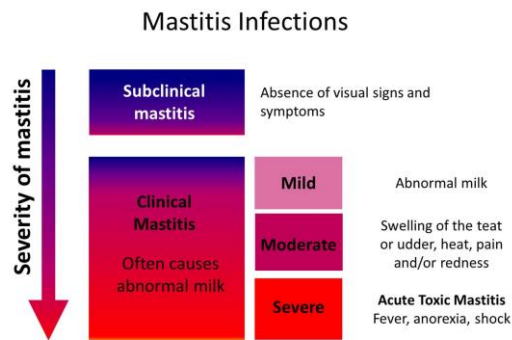 Mastitis Infections
Severity of mastitis
Subclinical
mastitis
Absence of visual signs and
symptoms
Clinical
Mastitis
Often causes
abnormal milk
Mild
Abnormal milk
Moderate
Swelling of the teat
or udder, heat, pain
and/or redness
Severe
Acute Toxic Mastitis
Fever, anorexia, shock